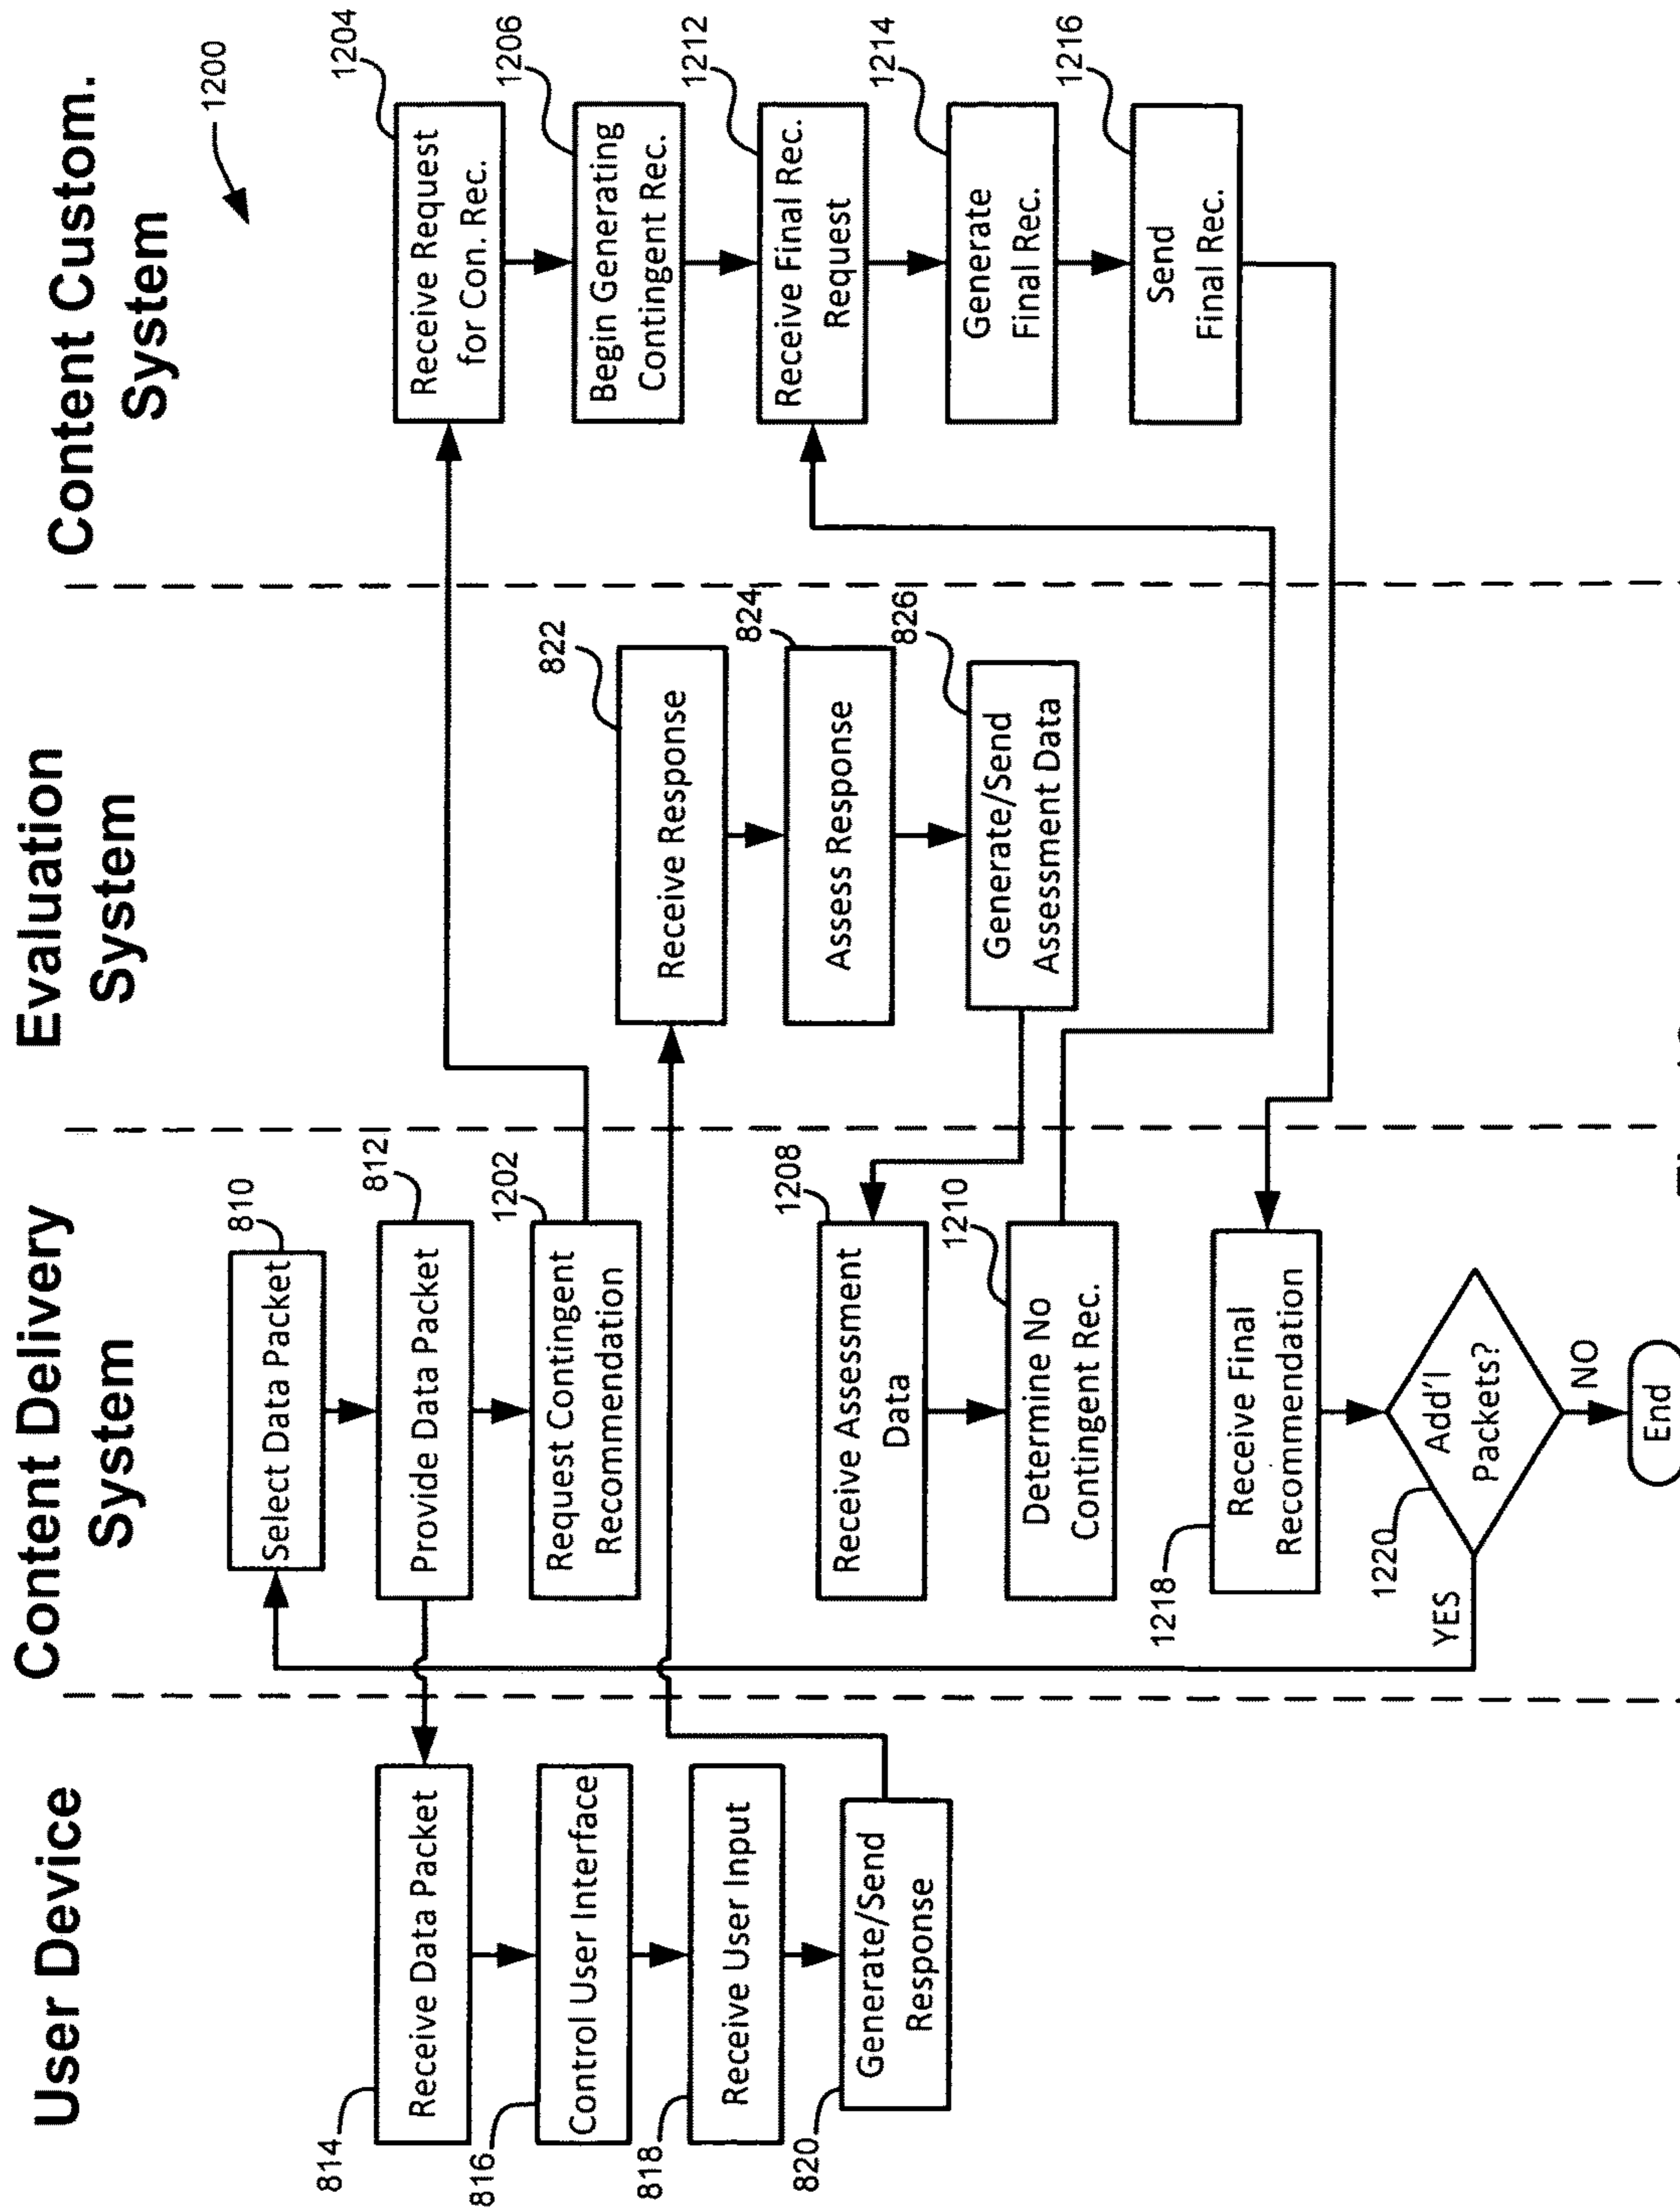 User Device
Content Delivery
System
Evaluation
System
Content Custom.
System
1200
810
Select Data Packet
812
Provide Data Packet
1202
Request Contingent
Recommendation
814
Receive Data Packet
816
Control User Interface
818
Receive User Input
820
Generate/Send
Response
822
Receive Response
824
Assess Response
826
Generate/Send
Assessment Data
1204
Receive Request
for Con. Rec.
1206
Begin Generating
Contingent Rec.
1208
Receive Assessment
Data
1210
Determine No
Contingent Rec.
1212
Receive Final Rec.
Request
1214
Generate
Final Rec.
1216
Send
Final Rec.
1218
Receive Final
Recommendation
1220
Add'l
Packets?
YES
NO
End